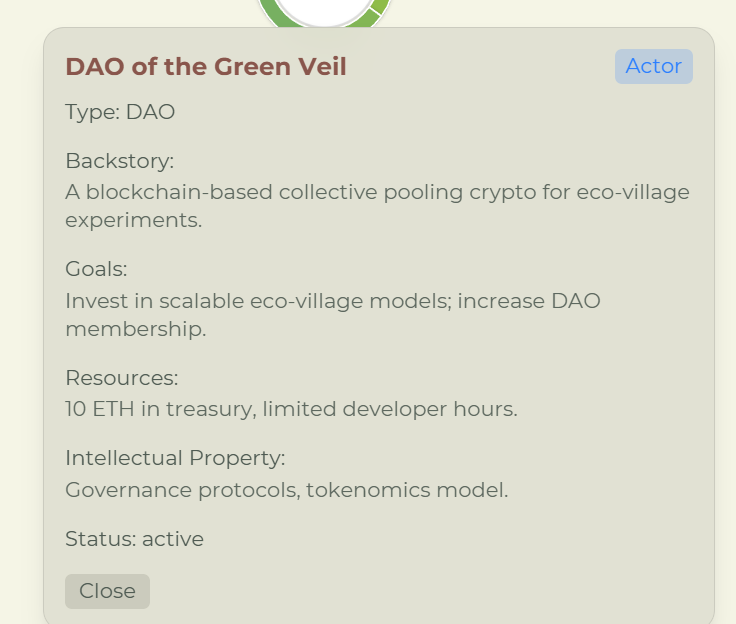 DAO of the Green Veil
Actor
Type: DAO
Backstory:
A blockchain-based collective pooling crypto for eco-village
experiments.
Goals:
Invest in scalable eco-village models; increase DAO
membership.
Resources:
10 ETH in treasury, limited developer hours.
Intellectual Property:
Governance protocols, tokenomics model.
Status: active
Close